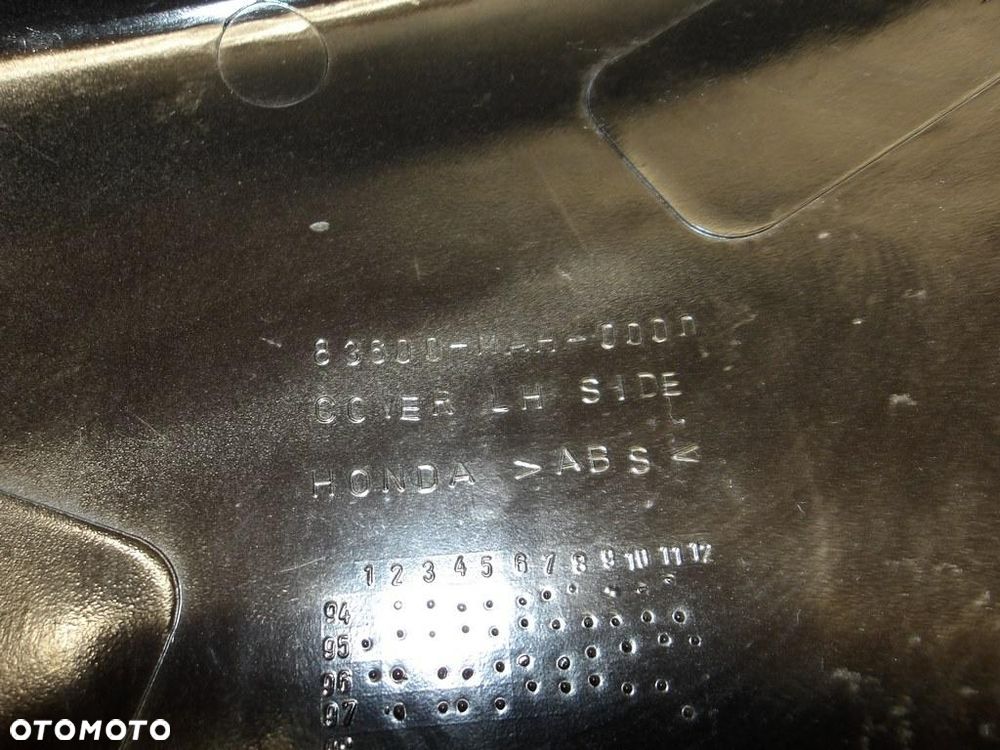 83600-MAH-0000
COVER LH SIDE
HONDA >ABS<
1 2 3 4 5 6 7 8 9 10 11 12
94
95
96
97
OTOMOTO